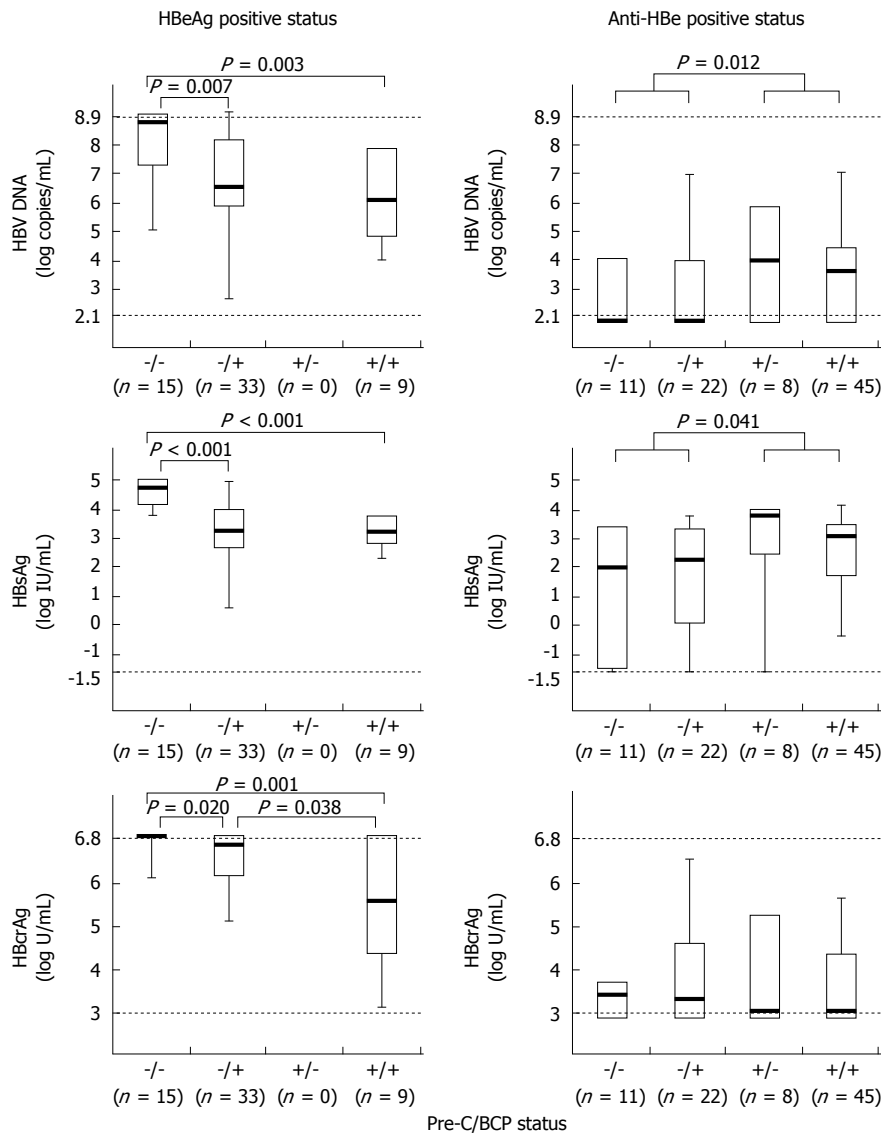 HBeAg positive status
Anti-HBe positive status
P = 0.003
P = 0.007
HBV DNA
(log copies/mL)
8.9
8
7
6
5
4
3
2.1
-/- -/+ +/- +/+
(n = 15) (n = 33) (n = 0) (n = 9)
P = 0.012
HBV DNA
(log copies/mL)
8.9
8
7
6
5
4
3
2.1
-/- -/+ +/- +/+
(n = 11) (n = 22) (n = 8) (n = 45)
P < 0.001
P < 0.001
HBsAg
(log IU/mL)
5
4
3
2
1
0
-1
-1.5
-/- -/+ +/- +/+
(n = 15) (n = 33) (n = 0) (n = 9)
P = 0.041
HBsAg
(log IU/mL)
5
4
3
2
1
0
-1
-1.5
-/- -/+ +/- +/+
(n = 11) (n = 22) (n = 8) (n = 45)
P = 0.001
P = 0.020 P = 0.038
HBcrAg
(log U/mL)
6.8
6
5
4
3
-/- -/+ +/- +/+
(n = 15) (n = 33) (n = 0) (n = 9)
HBcrAg
(log U/mL)
6.8
6
5
4
3
-/- -/+ +/- +/+
(n = 11) (n = 22) (n = 8) (n = 45)
Pre-C/BCP status